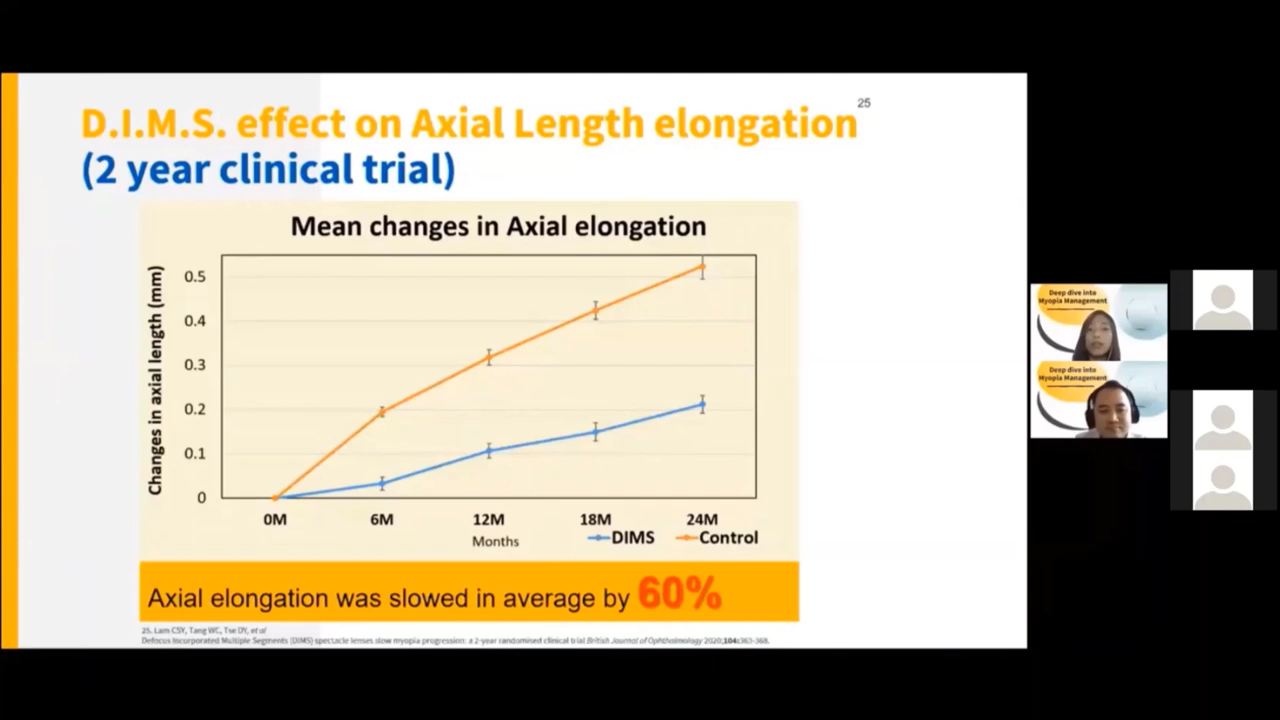 25
D.I.M.S. effect on Axial Length elongation
(2 year clinical trial)
Mean changes in Axial elongation
Changes in axial length (mm)
0.5
0.4
0.3
0.2
0.1
0
0M 6M 12M 18M 24M
Months
DIMS Control
Axial elongation was slowed in average by 60%
25. Lam CSY, Tang WC, Tse DY, et al
Defocus Incorporated Multiple Segments (DIMS) spectacle lenses slow myopia progression: a 2-year randomised clinical trial British Journal of Ophthalmology 2020;104:363-368.
Deep dive into
Myopia Management
Deep dive into
Myopia Management